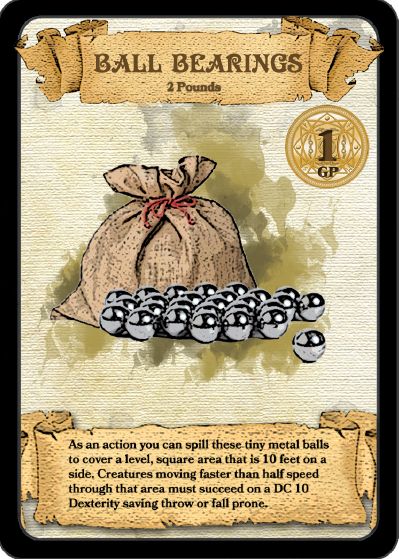 BALL BEARINGS
2 Pounds
1
GP
As an action you can spill these tiny metal balls
to cover a level, square area that is 10 feet on a
side. Creatures moving faster than half speed
through that area must succeed on a DC 10
Dexterity saving throw or fall prone.